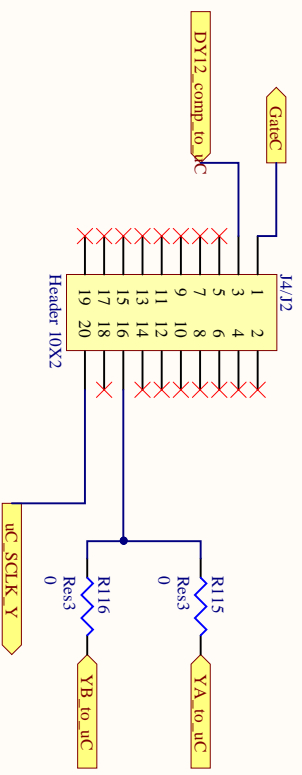 GateC
DY12_comp_to_uC
J4/J2
1 2
3 4
5 6
7 8
9 10
11 12
13 14
15 16
17 18
19 20
Header 10X2
R115
Res3
0
YA_to_uC
R116
Res3
0
YB_to_uC
uC_SCLK_Y